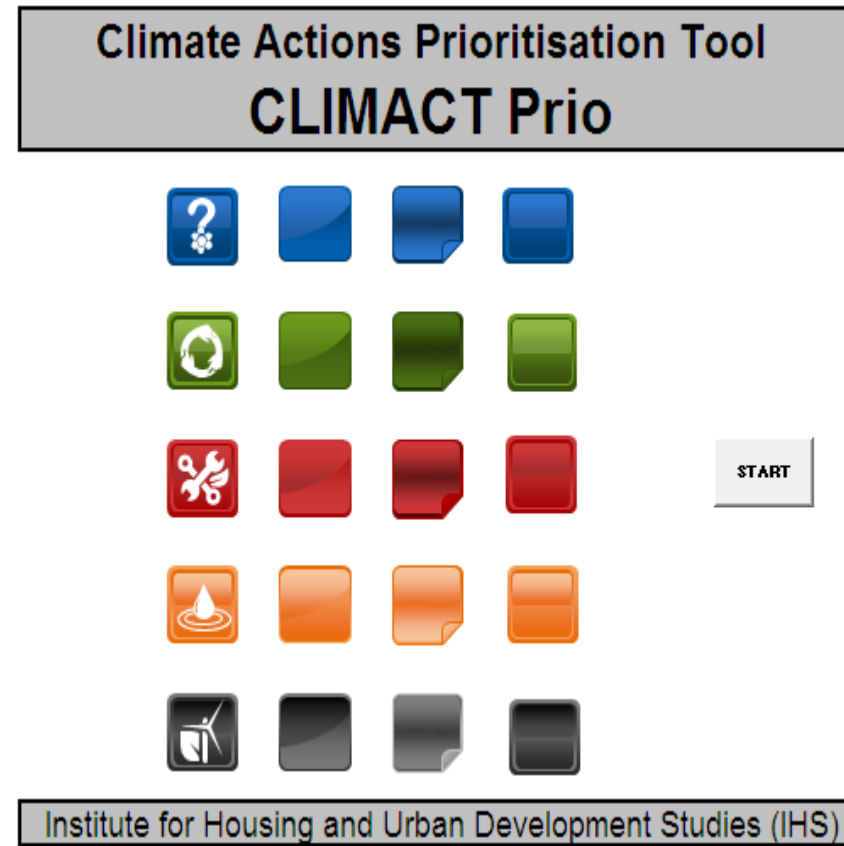 Climate Actions Prioritisation Tool
CLIMACT Prio
START
Institute for Housing and Urban Development Studies (IHS)